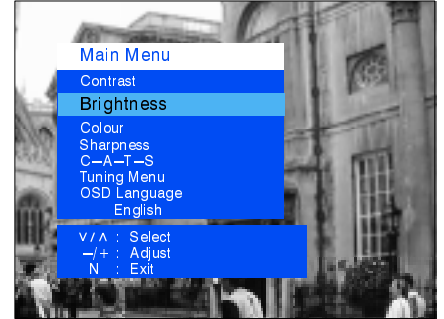 Main Menu
Contrast
Brightness
Colour
Sharpness
C–A–T–S
Tuning Menu
OSD Language
English
∨/∧ : Select
–/+ : Adjust
N : Exit